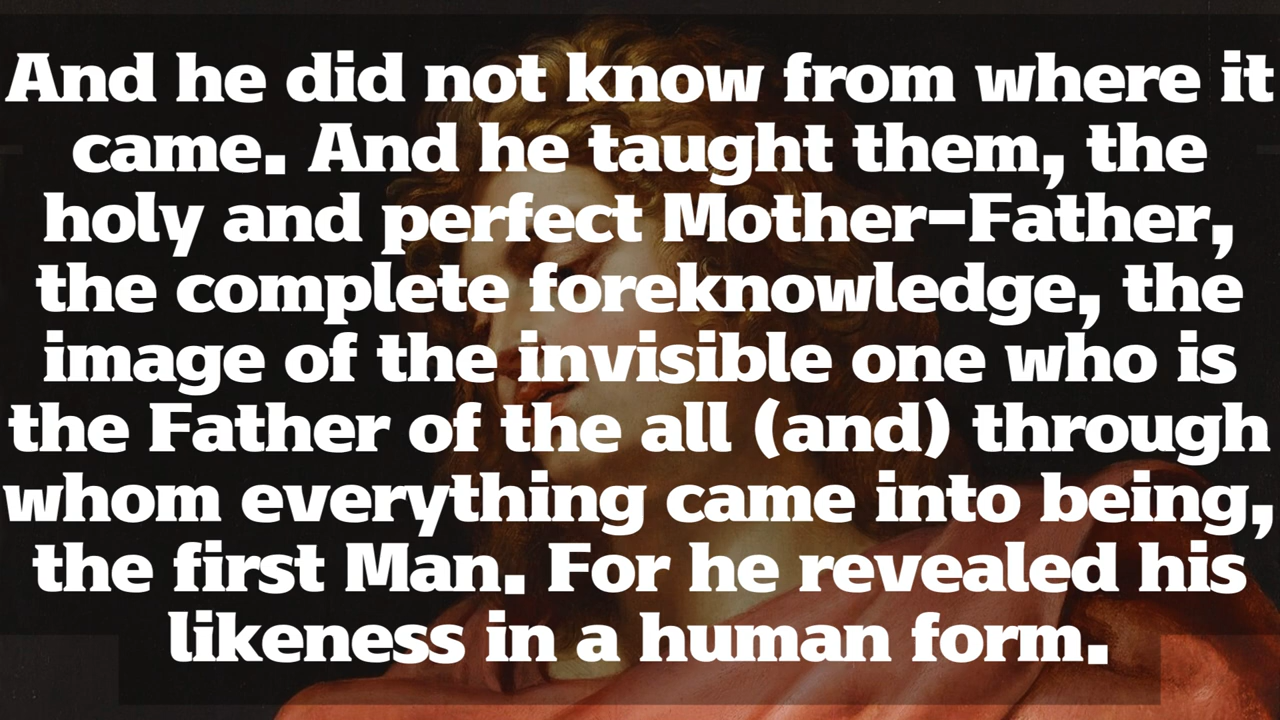 And he did not know from where it
came. And he taught them, the
holy and perfect Mother-Father,
the complete foreknowledge, the
image of the invisible one who is
the Father of the all (and) through
whom everything came into being,
the first Man. For he revealed his
likeness in a human form.